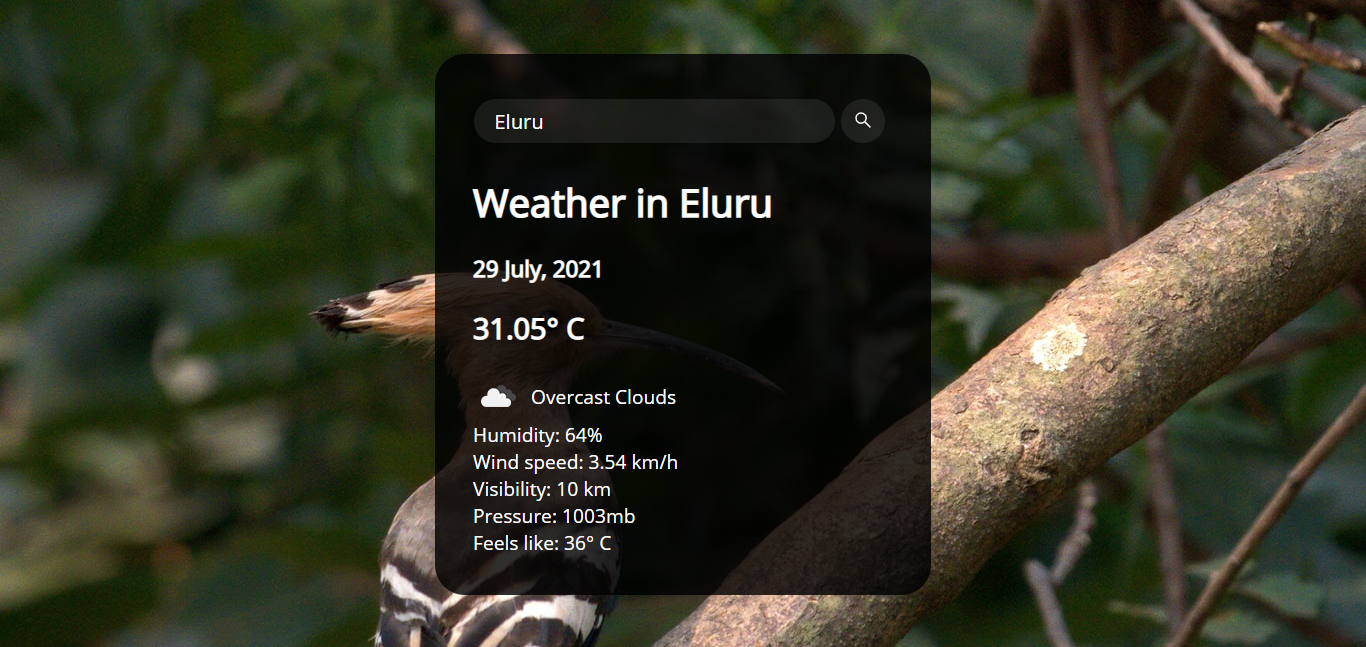 Eluru
Weather in Eluru
29 July, 2021
31.05° C
Overcast Clouds
Humidity: 64%
Wind speed: 3.54 km/h
Visibility: 10 km
Pressure: 1003mb
Feels like: 36° C